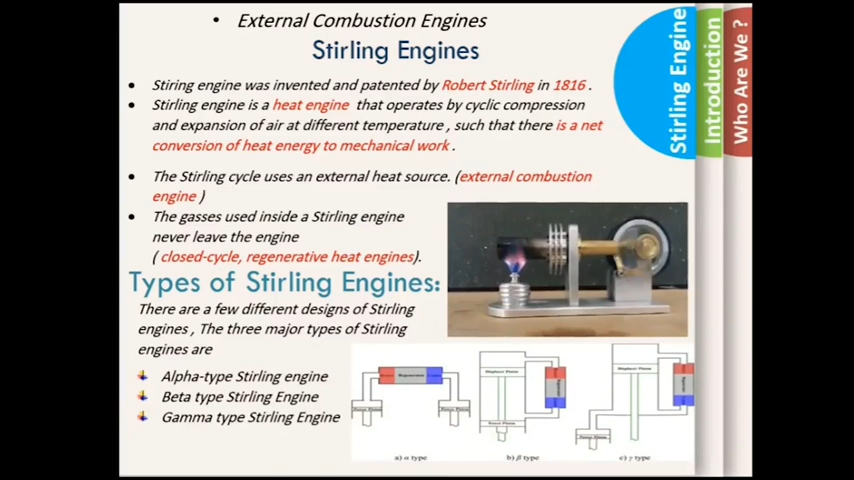 • External Combustion Engines
Stirling Engines
• Stiring engine was invented and patented by Robert Stirling in 1816 .
• Stirling engine is a heat engine that operates by cyclic compression
and expansion of air at different temperature , such that there is a net
conversion of heat energy to mechanical work .
• The Stirling cycle uses an external heat source. (external combustion
engine )
• The gasses used inside a Stirling engine
never leave the engine
( closed-cycle, regenerative heat engines).
Types of Stirling Engines:
There are a few different designs of Stirling
engines , The three major types of Stirling
engines are
Alpha-type Stirling engine
Beta type Stirling Engine
Gamma type Stirling Engine
a) α type
b) β type
c) γ type
Stirling Engine
Introduction
Who Are We ?